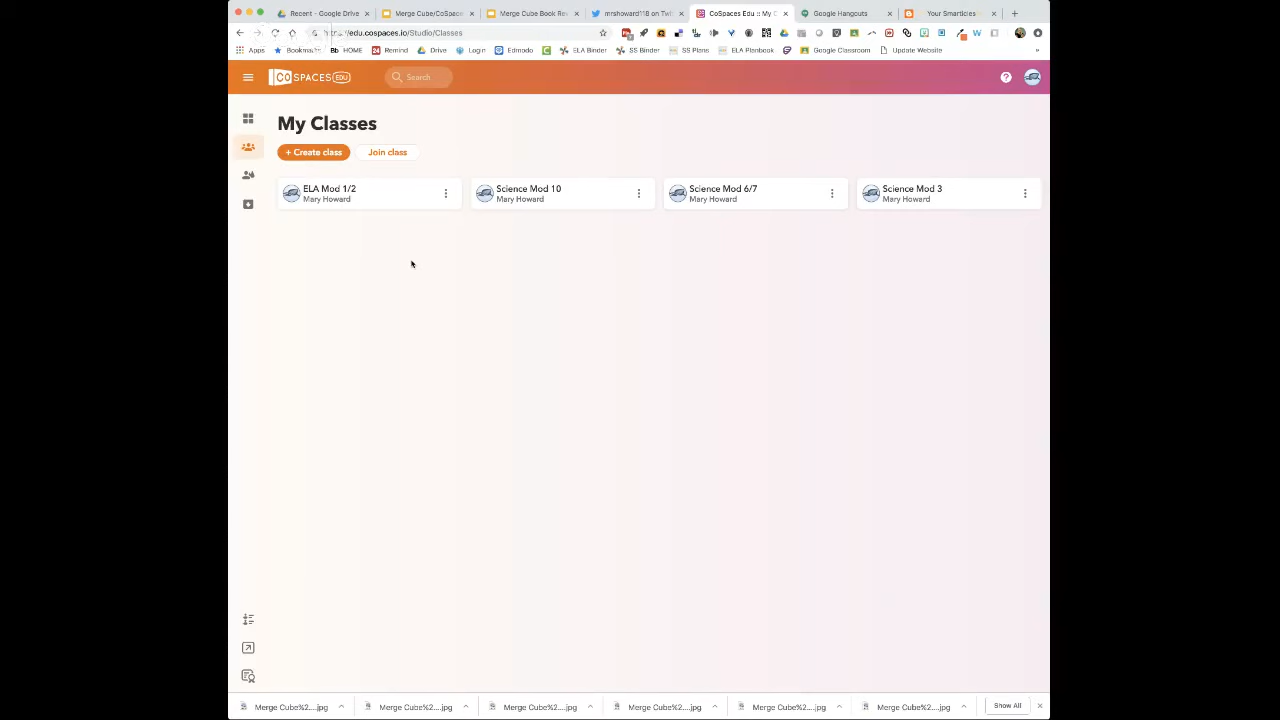 Recent - Google Drive
Merge Cube/CoSpace
Merge Cube Book Rev
mrshoward118 on Twit
CoSpaces Edu :: My C
Google Hangouts
Your Smarticles
https://edu.cospaces.io/Studio/Classes
Apps
Bookmarks
HOME
Remind
Drive
Login
Edmodo
ELA Binder
SS Binder
SS Plans
ELA Planbook
Google Classroom
Update Website
COSPACES EDU
Search
My Classes
+ Create class
Join class
ELA Mod 1/2
Mary Howard
Science Mod 10
Mary Howard
Science Mod 6/7
Mary Howard
Science Mod 3
Mary Howard
Merge Cube%2....jpg
Merge Cube%2....jpg
Merge Cube%2....jpg
Merge Cube%2....jpg
Merge Cube%2....jpg
Merge Cube%2....jpg
Show All